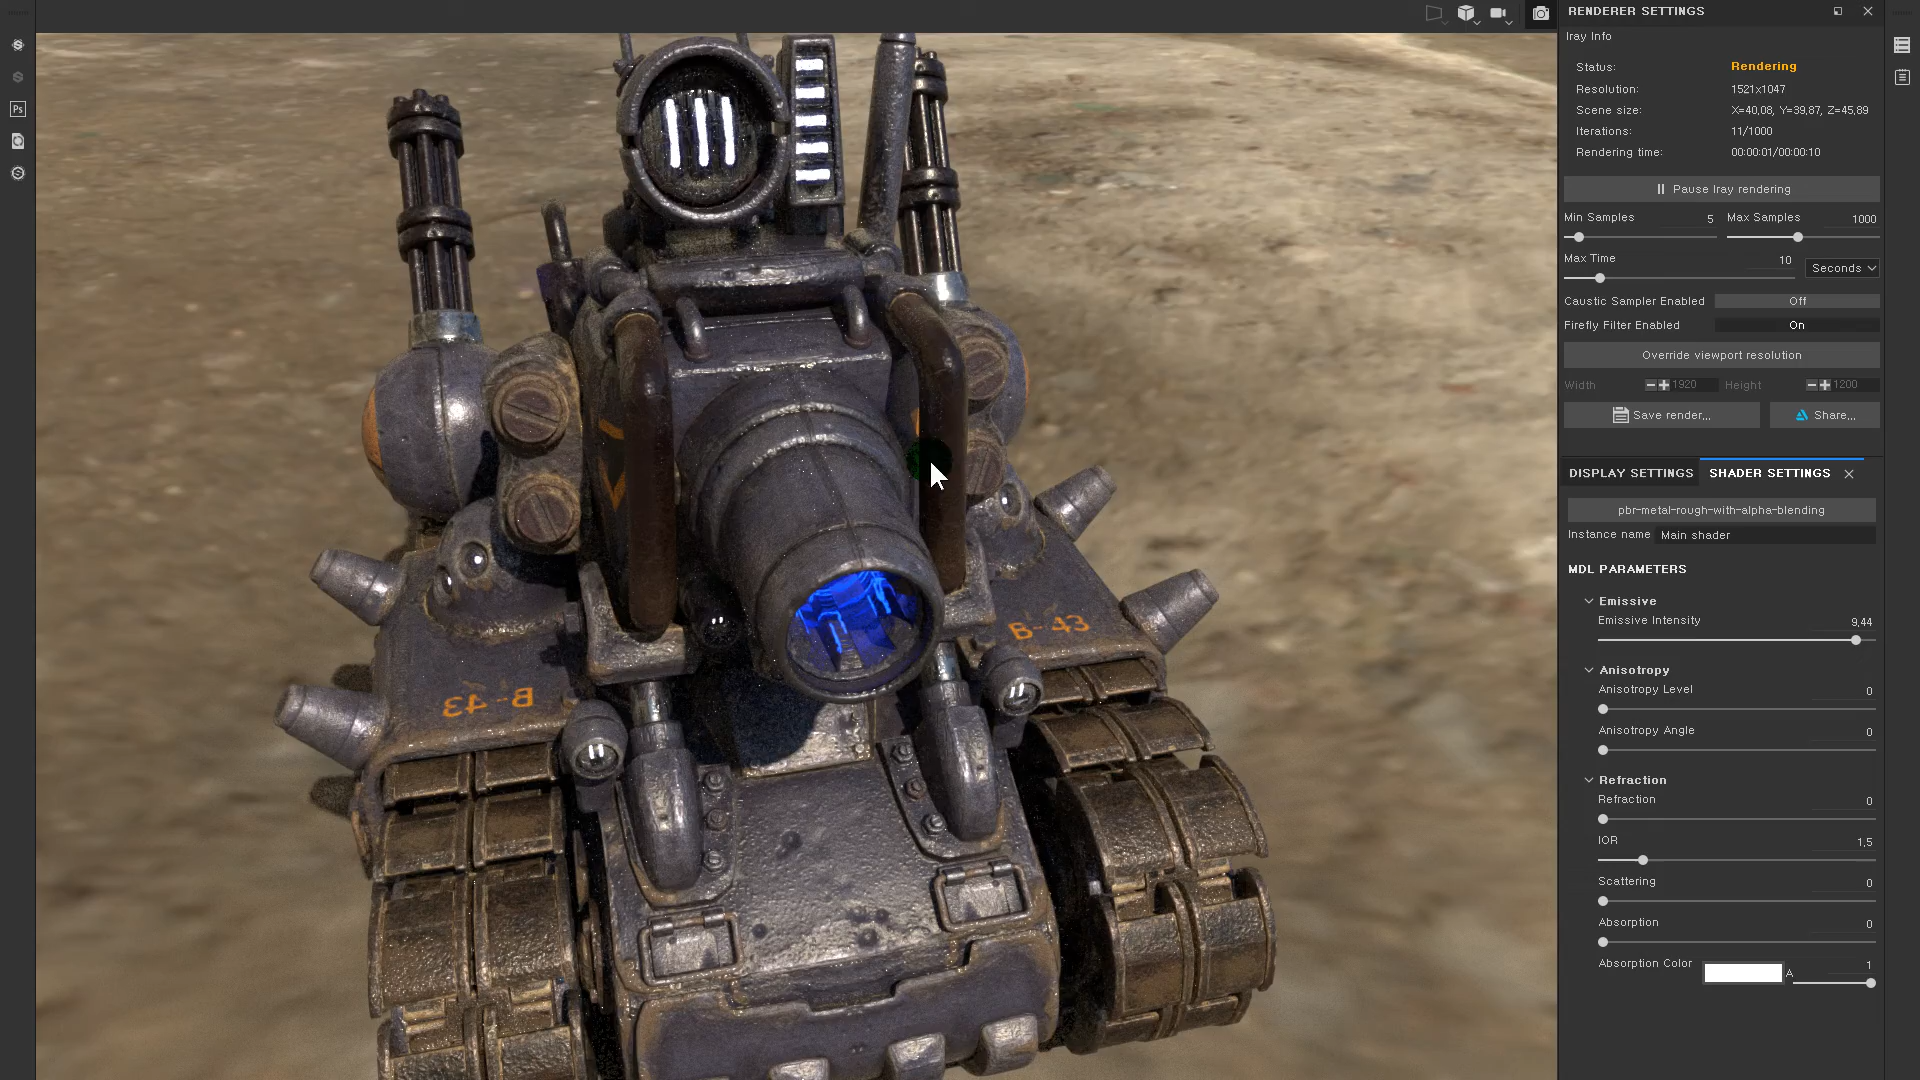 RENDERER SETTINGS
Iray Info
Status: Rendering
Resolution: 1521x1047
Scene size: X=40,08, Y=39,87, Z=45,89
Iterations: 11/1000
Rendering time: 00:00:01/00:00:10
Pause Iray rendering
Min Samples 5 Max Samples 1000
Max Time 10 Seconds
Caustic Sampler Enabled Off
Firefly Filter Enabled On
Override viewport resolution
Width 1920 Height 1200
Save render... Share...
DISPLAY SETTINGS SHADER SETTINGS
pbr-metal-rough-with-alpha-blending
Instance name Main shader
MDL PARAMETERS
Emissive
Emissive Intensity 9,44
Anisotropy
Anisotropy Level 0
Anisotropy Angle 0
Refraction
Refraction 0
IOR 1,5
Scattering 0
Absorption 0
Absorption Color A 1
Ps
B-43
B-43